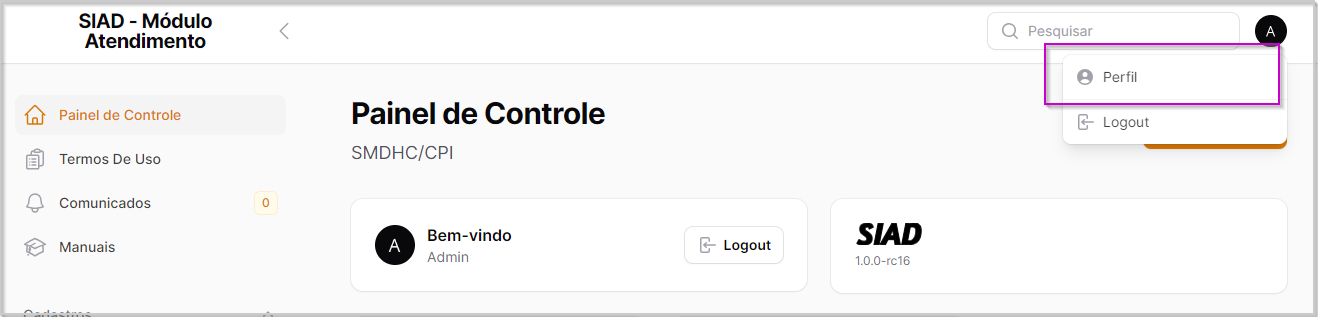 SIAD - Módulo
Atendimento
Pesquisar
A
Perfil
Logout
Painel de Controle
Termos De Uso
Comunicados
0
Manuais
Cadastros
Painel de Controle
SMDHC/CPI
A
Bem-vindo
Admin
Logout
SIAD
1.0.0-rc16